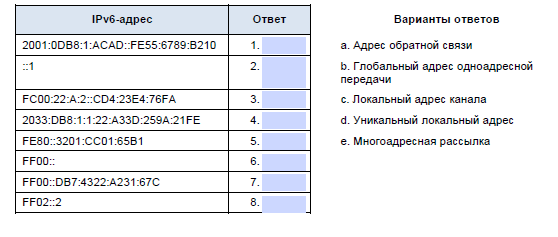 IPv6-адрес Ответ Варианты ответов
2001:0DB8:1:ACAD::FE55:6789:B210 1. a. Адрес обратной связи
::1 2. b. Глобальный адрес одноадресной
передачи
FC00:22:A:2::CD4:23E4:76FA 3. c. Локальный адрес канала
2033:DB8:1:1:22:A33D:259A:21FE 4. d. Уникальный локальный адрес
FE80::3201:CC01:65B1 5. e. Многоадресная рассылка
FF00:: 6.
FF00::DB7:4322:A231:67C 7.
FF02::2 8.